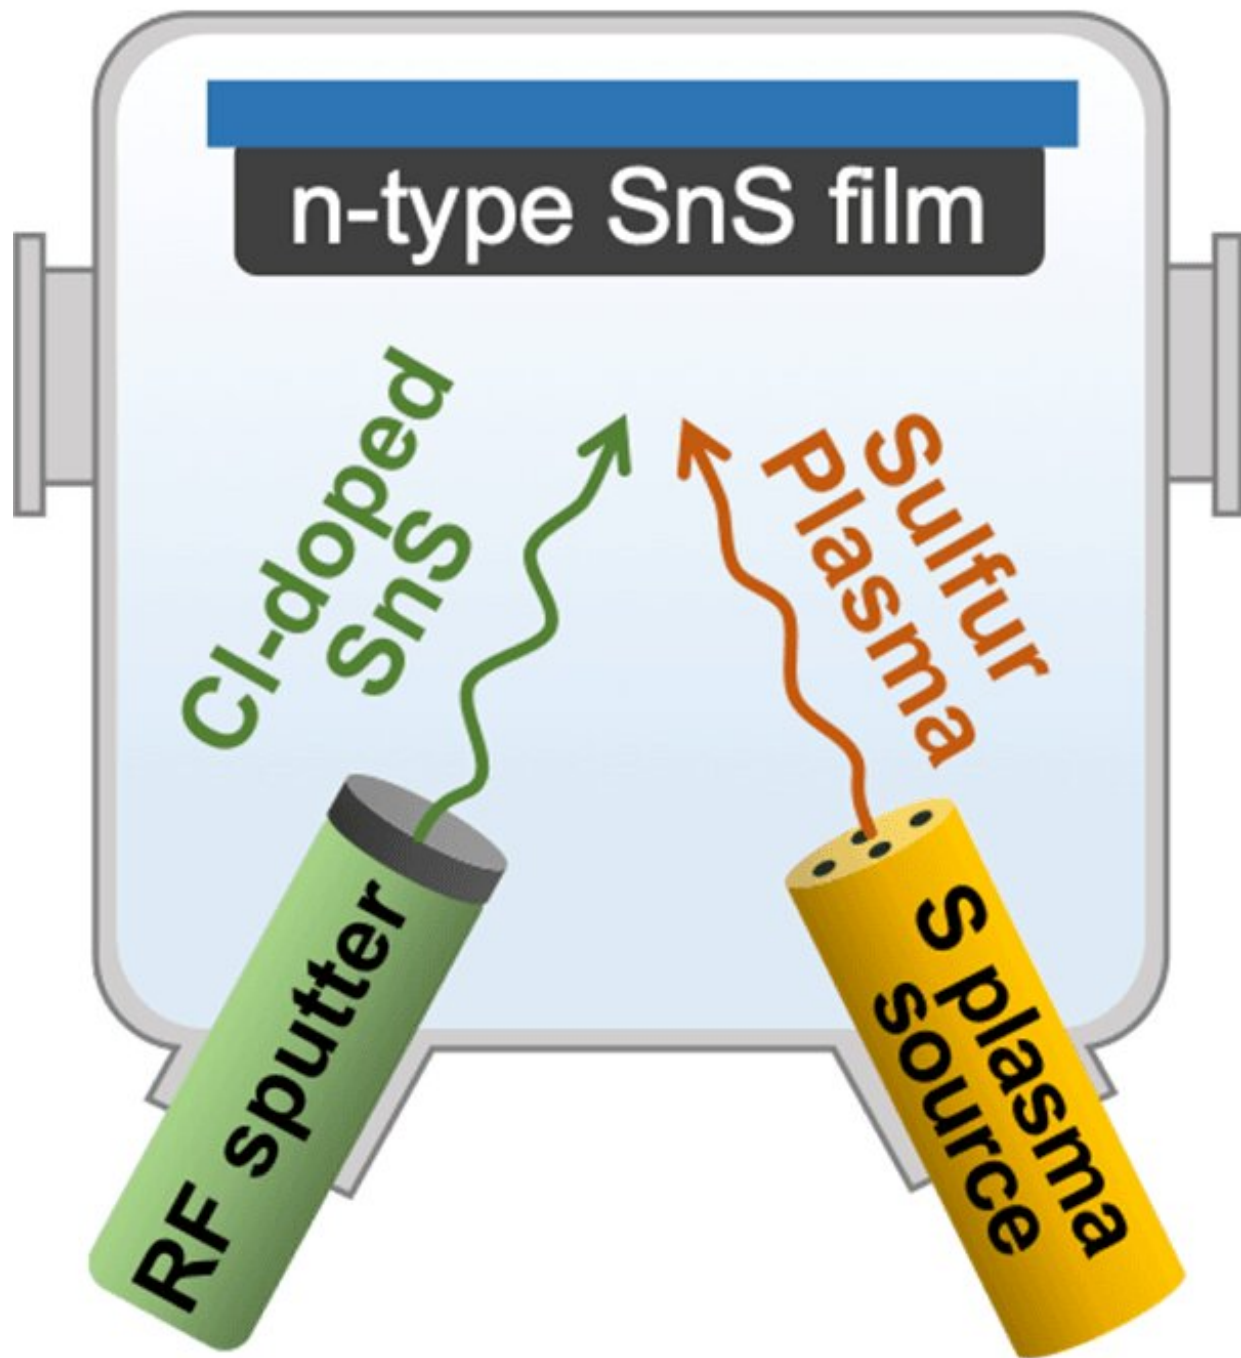 n-type SnS film
Cl-doped
SnS
Sulfur
Plasma
RF sputter
S plasma
source